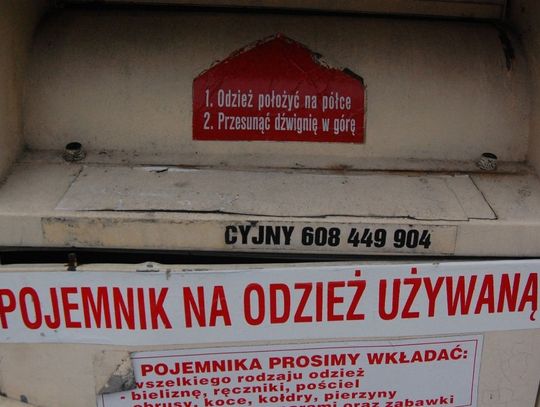 1. Odzież położyć na półce
2. Przesunąć dźwignię w górę
CYJNY 608 449 904
POJEMNIK NA ODZIEŻ UŻYWANĄ
POJEMNIKA PROSIMY WKŁADAĆ:
wszelkiego rodzaju odzież
- bieliznę, ręczniki, pościel
obrusy, koce, kołdry, pierzyny
oraz zabawki